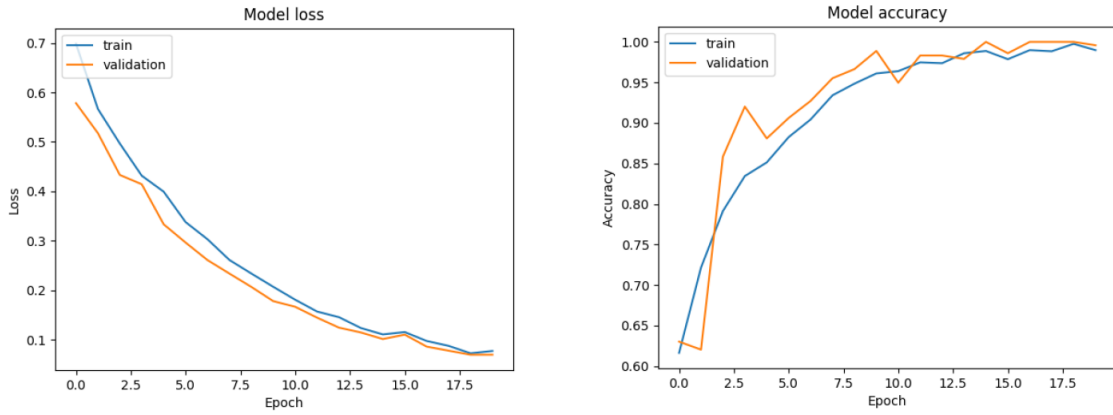 Model loss
train
validation
0.7
0.6
0.5
0.4
0.3
0.2
0.1
Loss
0.0 2.5 5.0 7.5 10.0 12.5 15.0 17.5
Epoch
Model accuracy
train
validation
1.00
0.95
0.90
0.85
0.80
0.75
0.70
0.65
0.60
Accuracy
0.0 2.5 5.0 7.5 10.0 12.5 15.0 17.5
Epoch